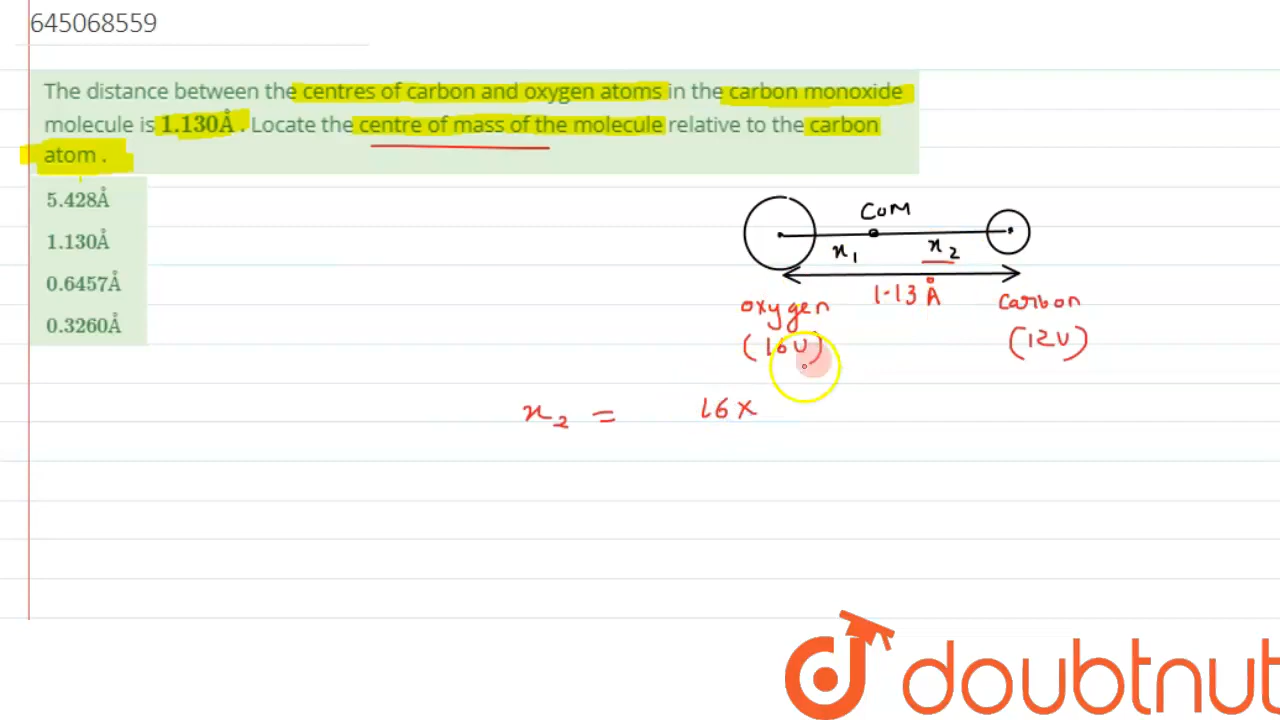 645068559
The distance between the centres of carbon and oxygen atoms in the carbon monoxide
molecule is 1.130Å . Locate the centre of mass of the molecule relative to the carbon
atom .
5.428Å
1.130Å
0.6457Å
0.3260Å
COM
x1 x2
1.13 Å
oxygen carbon
(16U) (12U)
x2 = 16×
doubtnut